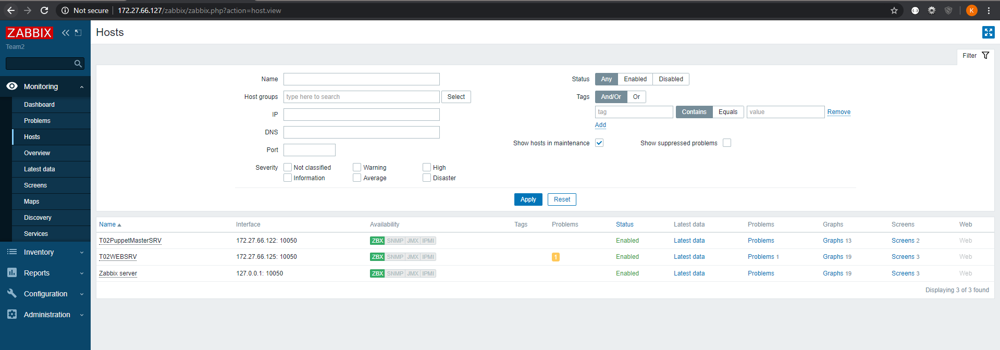 Not secure 172.27.66.127/zabbix/zabbix.php?action=host.view K
ZABBIX
Team2
Monitoring
Dashboard
Problems
Hosts
Overview
Latest data
Screens
Maps
Discovery
Services
Inventory
Reports
Configuration
Administration
Hosts
Filter
Name
Host groups type here to search Select
IP
DNS
Port
Severity Not classified Warning High
Information Average Disaster
Status Any Enabled Disabled
Tags And/Or Or
tag Contains Equals value Remove
Add
Show hosts in maintenance Show suppressed problems
Apply Reset
Name Interface Availability Tags Problems Status Latest data Problems Graphs Screens Web
T02PuppetMasterSRV 172.27.66.122: 10050 ZBX SNMP JMX IPMI Enabled Latest data Problems Graphs 13 Screens 2 Web
T02WEBSRV 172.27.66.125: 10050 ZBX SNMP JMX IPMI 1 Enabled Latest data Problems 1 Graphs 19 Screens 3 Web
Zabbix server 127.0.0.1: 10050 ZBX SNMP JMX IPMI Enabled Latest data Problems Graphs 19 Screens 3 Web
Displaying 3 of 3 found